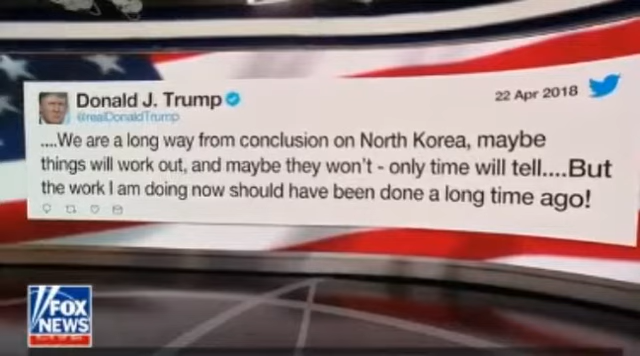 Donald J. Trump
22 Apr 2018
@realDonaldTrump
....We are a long way from conclusion on North Korea, maybe
things will work out, and maybe they won't - only time will tell....But
the work I am doing now should have been done a long time ago!
FOX
NEWS